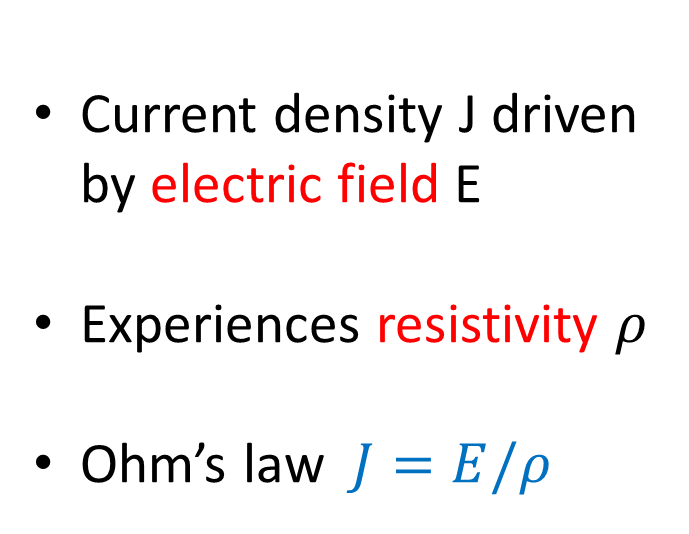 • Current density J driven
by electric field E
• Experiences resistivity ρ
• Ohm’s law J = E/ρ